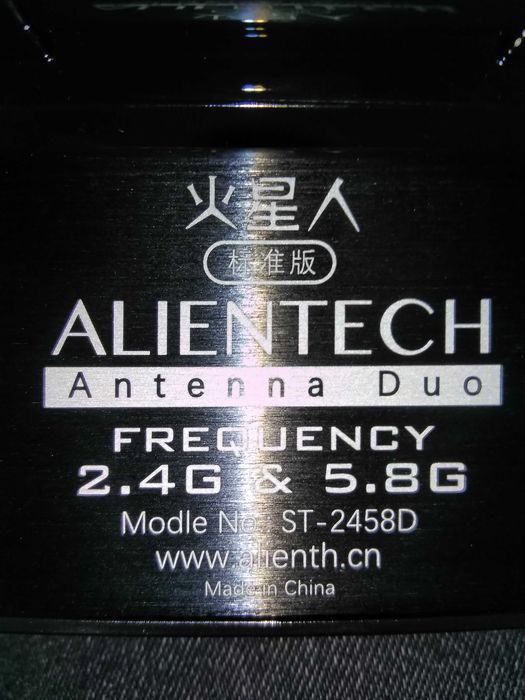 火星人
标准版
ALIENTECH
Antenna Duo
FREQUENCY
2.4G & 5.8G
Modle No: ST-2458D
www.alienth.cn
Made in China